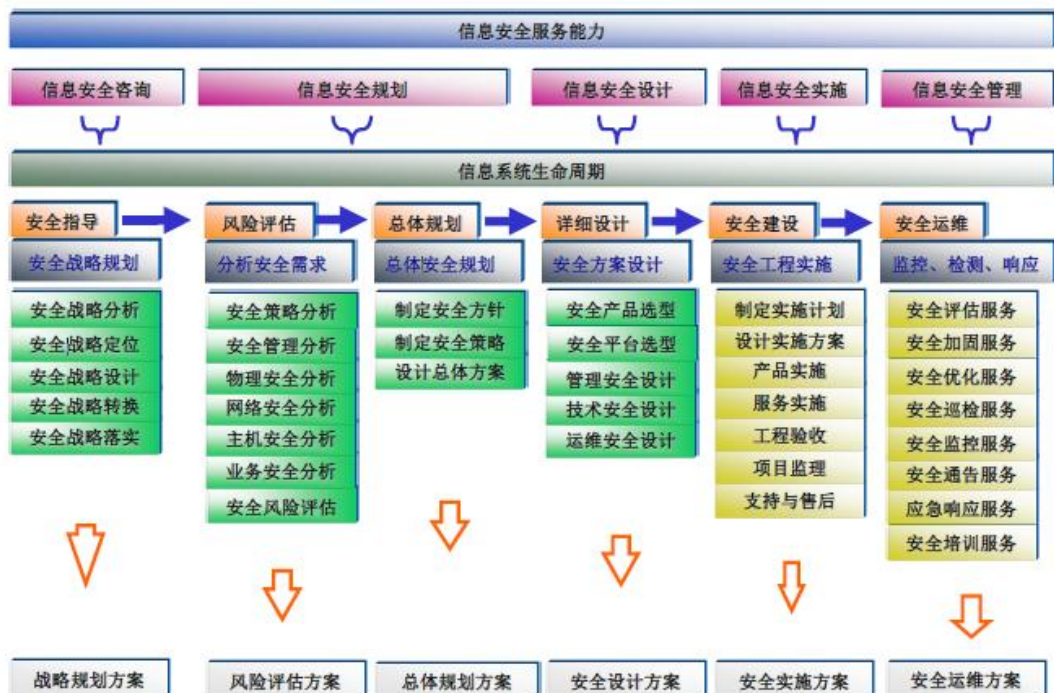 信息安全服务能力
信息安全咨询 信息安全规划 信息安全设计 信息安全实施 信息安全管理
信息系统生命周期
安全指导 风险评估 总体规划 详细设计 安全建设 安全运维
安全战略规划 分析安全需求 总体安全规划 安全方案设计 安全工程实施 监控、检测、响应
安全战略分析
安全战略定位
安全战略设计
安全战略转换
安全战略落实
安全策略分析
安全管理分析
物理安全分析
网络安全分析
主机安全分析
业务安全分析
安全风险评估
制定安全方针
制定安全策略
设计总体方案
安全产品选型
安全平台选型
管理安全设计
技术安全设计
运维安全设计
制定实施计划
设计实施方案
产品实施
服务实施
工程验收
项目监理
支持与售后
安全评估服务
安全加固服务
安全优化服务
安全巡检服务
安全监控服务
安全通告服务
应急响应服务
安全培训服务
战略规划方案 风险评估方案 总体规划方案 安全设计方案 安全实施方案 安全运维方案